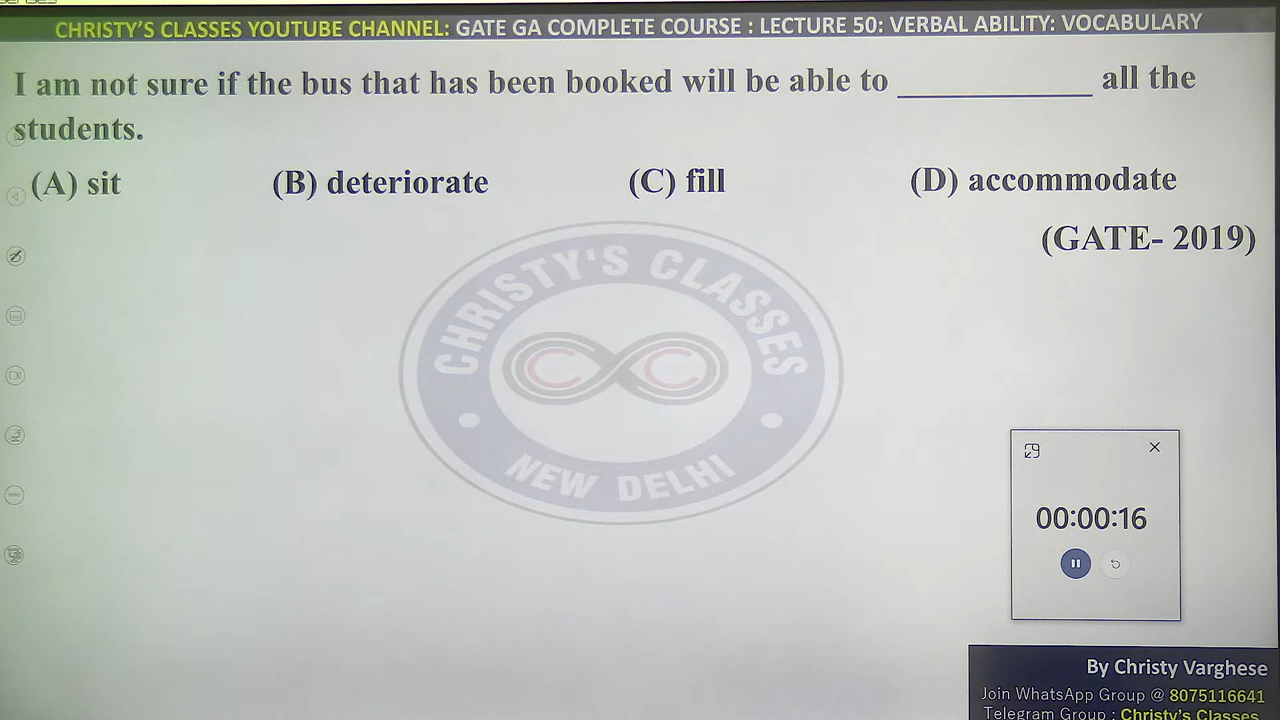 CHRISTY'S CLASSES YOUTUBE CHANNEL: GATE GA COMPLETE COURSE : LECTURE 50: VERBAL ABILITY: VOCABULARY
I am not sure if the bus that has been booked will be able to ____________ all the
students.
(A) sit (B) deteriorate (C) fill (D) accommodate
(GATE- 2019)
CHRISTY'S CLASSES
CC
NEW DELHI
00:00:16
By Christy Varghese
Join WhatsApp Group @ 8075116641
Telegram Group : Christy's Classes